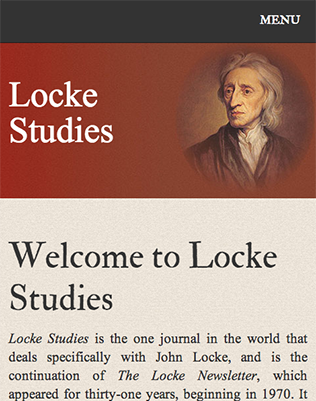 MENU
Locke
Studies
Welcome to Locke
Studies
Locke Studies is the one journal in the world that
deals specifically with John Locke, and is the
continuation of The Locke Newsletter, which
appeared for thirty-one years, beginning in 1970. It